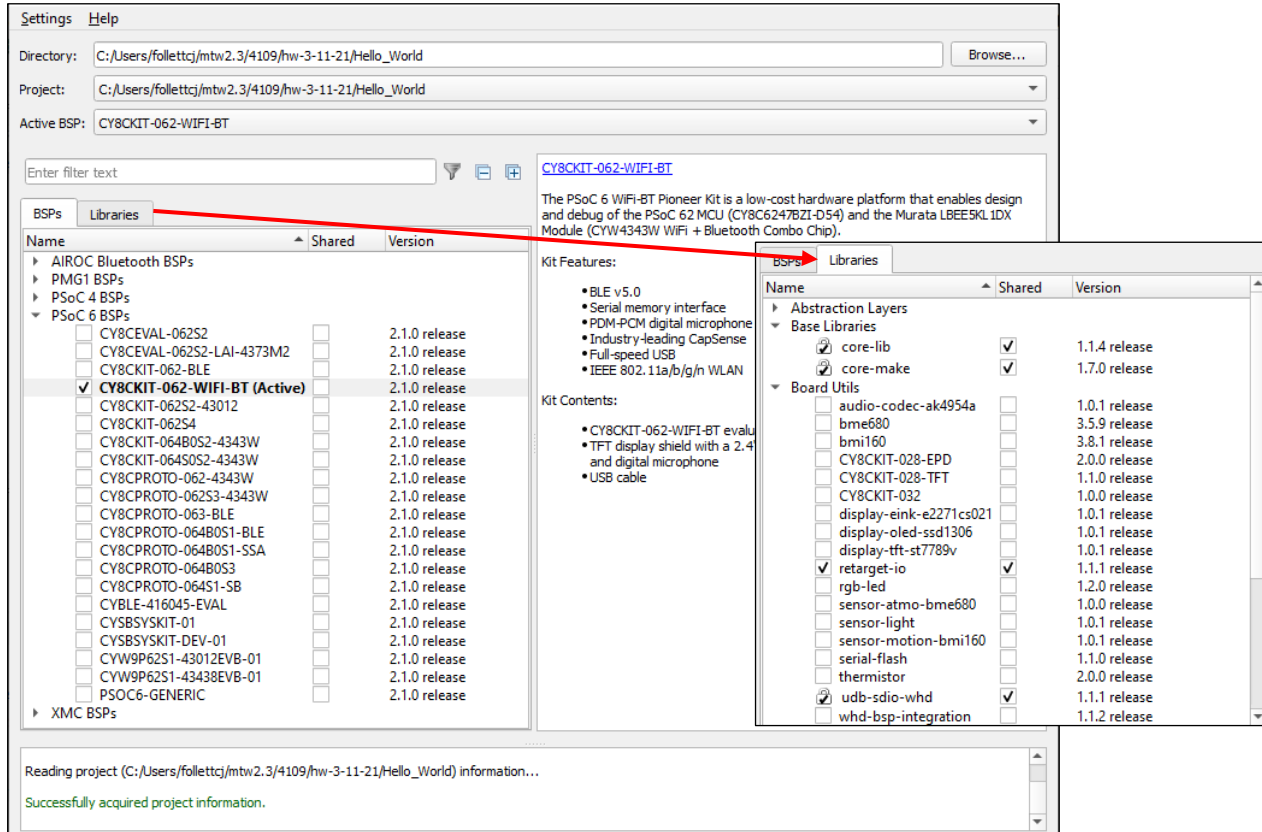 Settings Help
Directory: C:/Users/follettcj/mtw2.3/4109/hw-3-11-21/Hello_World Browse...
Project: C:/Users/follettcj/mtw2.3/4109/hw-3-11-21/Hello_World
Active BSP: CY8CKIT-062-WIFI-BT
Enter filter text
BSPs Libraries
Name Shared Version
AIROC Bluetooth BSPs
PMG1 BSPs
PSoC 4 BSPs
PSoC 6 BSPs
CY8CEVAL-062S2 2.1.0 release
CY8CEVAL-062S2-LAI-4373M2 2.1.0 release
CY8CKIT-062-BLE 2.1.0 release
CY8CKIT-062-WIFI-BT (Active) 2.1.0 release
CY8CKIT-062S2-43012 2.1.0 release
CY8CKIT-062S4 2.1.0 release
CY8CKIT-064B0S2-4343W 2.1.0 release
CY8CKIT-064S0S2-4343W 2.1.0 release
CY8CPROTO-062-4343W 2.1.0 release
CY8CPROTO-062S3-4343W 2.1.0 release
CY8CPROTO-063-BLE 2.1.0 release
CY8CPROTO-064B0S1-BLE 2.1.0 release
CY8CPROTO-064B0S1-SSA 2.1.0 release
CY8CPROTO-064B0S3 2.1.0 release
CY8CPROTO-064S1-SB 2.1.0 release
CYBLE-416045-EVAL 2.1.0 release
CYSBSYSKIT-01 2.1.0 release
CYSBSYSKIT-DEV-01 2.1.0 release
CYW9P62S1-43012EVB-01 2.1.0 release
CYW9P62S1-43438EVB-01 2.1.0 release
PSOC6-GENERIC 2.1.0 release
XMC BSPs
CY8CKIT-062-WIFI-BT
The PSoC 6 WiFi-BT Pioneer Kit is a low-cost hardware platform that enables design
and debug of the PSoC 62 MCU (CY8C6247BZI-D54) and the Murata LBEE5KL1DX
Module (CYW4343W WiFi + Bluetooth Combo Chip).
Kit Features:
•BLE v5.0
•Serial memory interface
•PDM-PCM digital microphone
•Industry-leading CapSense
•Full-speed USB
•IEEE 802.11a/b/g/n WLAN
Kit Contents:
•CY8CKIT-062-WIFI-BT evalu
•TFT display shield with a 2.4
and digital microphone
•USB cable
BSPs Libraries
Name Shared Version
Abstraction Layers
Base Libraries
core-lib 1.1.4 release
core-make 1.7.0 release
Board Utils
audio-codec-ak4954a 1.0.1 release
bme680 3.5.9 release
bmi160 3.8.1 release
CY8CKIT-028-EPD 2.0.0 release
CY8CKIT-028-TFT 1.1.0 release
CY8CKIT-032 1.0.0 release
display-eink-e2271cs021 1.0.1 release
display-oled-ssd1306 1.0.1 release
display-tft-st7789v 1.0.1 release
retarget-io 1.1.1 release
rgb-led 1.2.0 release
sensor-atmo-bme680 1.0.0 release
sensor-light 1.0.1 release
sensor-motion-bmi160 1.0.1 release
serial-flash 1.1.0 release
thermistor 2.0.0 release
udb-sdio-whd 1.1.1 release
whd-bsp-integration 1.1.2 release
Reading project (C:/Users/follettcj/mtw2.3/4109/hw-3-11-21/Hello_World) information...
Successfully acquired project information.